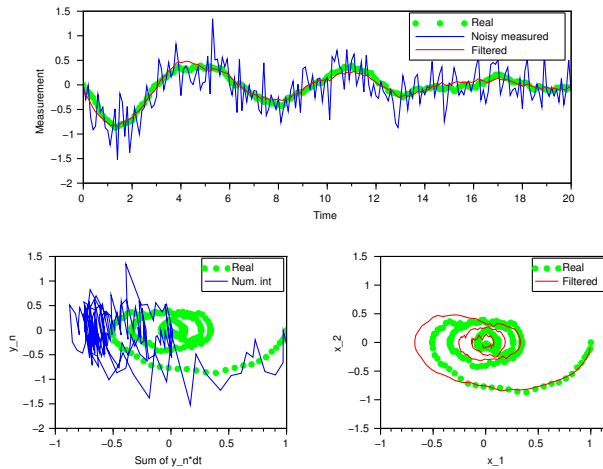 1.5
1
0.5
0
−0.5
−1
−1.5
−2
Measurement
Real
Noisy measured
Filtered
0 2 4 6 8 10 12 14 16 18 20
Time
1.5
1
0.5
0
−0.5
−1
−1.5
−2
y_n
Real
Num. int
−1 −0.5 0 0.5 1
Sum of y_n*dt
1.5
1
0.5
0
−0.5
−1
−1.5
x_2
Real
Filtered
−1 −0.5 0 0.5 1
x_1